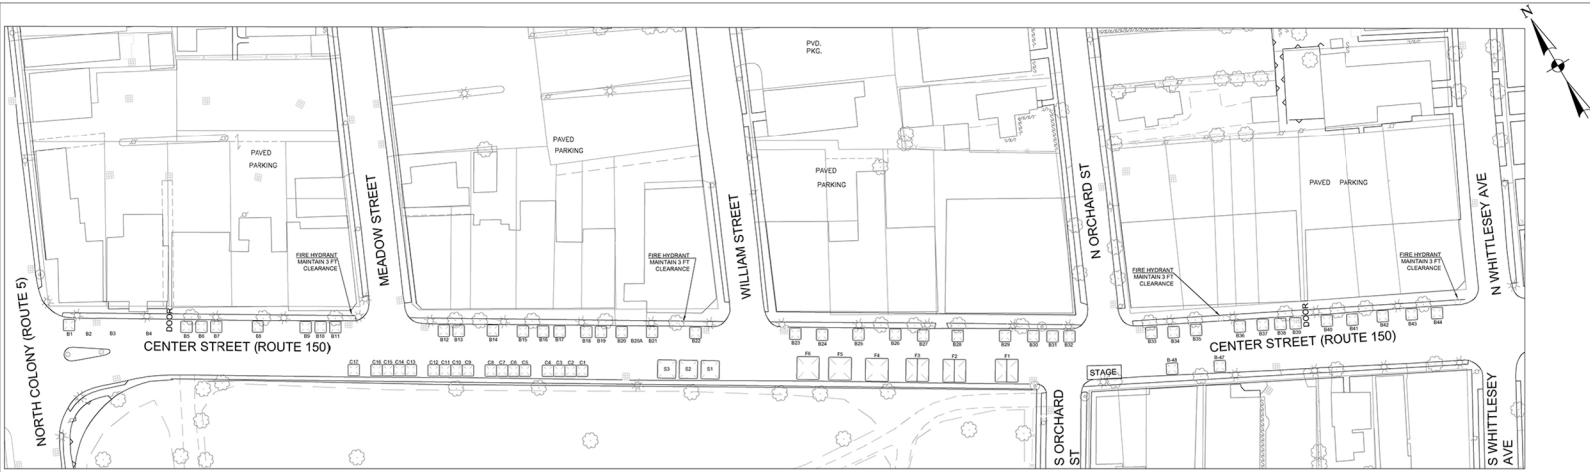 N
PVD.
PKG.
PAVED
PARKING
PAVED
PARKING
PAVED
PARKING
PAVED PARKING
NORTH COLONY (ROUTE 5)
MEADOW STREET
WILLIAM STREET
N ORCHARD ST
N WHITTLESEY AVE
FIRE HYDRANT
MAINTAIN 3 FT
CLEARANCE
FIRE HYDRANT
MAINTAIN 3 FT
CLEARANCE
FIRE HYDRANT
MAINTAIN 3 FT
CLEARANCE
FIRE HYDRANT
MAINTAIN 3 FT
CLEARANCE
DOOR
DOOR
B1 B2 B3 B4 B5 B6 B7 B8 B9 B10 B11
B12 B13 B14 B15 B16 B17 B18 B19 B20 B20A B21 B22
B23 B24 B25 B26 B27 B28 B29 B30 B31 B32
B33 B34 B35 B36 B37 B38 B39 B40 B41 B42 B43 B44
CENTER STREET (ROUTE 150)
CENTER STREET (ROUTE 150)
C17 C16 C15 C14 C13 C12 C11 C10 C9 C8 C7 C6 C5 C4 C3 C2 C1
S3 S2 S1
F6 F5 F4 F3 F2 F1
STAGE
B-48 B-47
S ORCHARD
ST
S WHITTLESEY
AVE